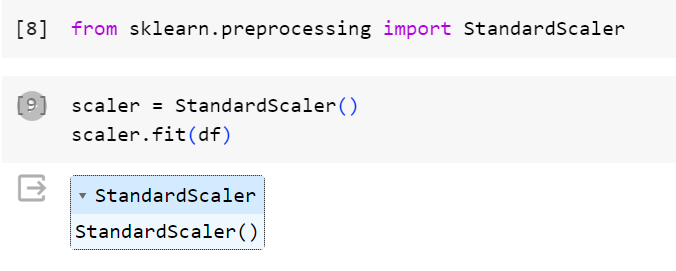 [8] from sklearn.preprocessing import StandardScaler
[9] scaler = StandardScaler()
scaler.fit(df)
▾ StandardScaler
StandardScaler()